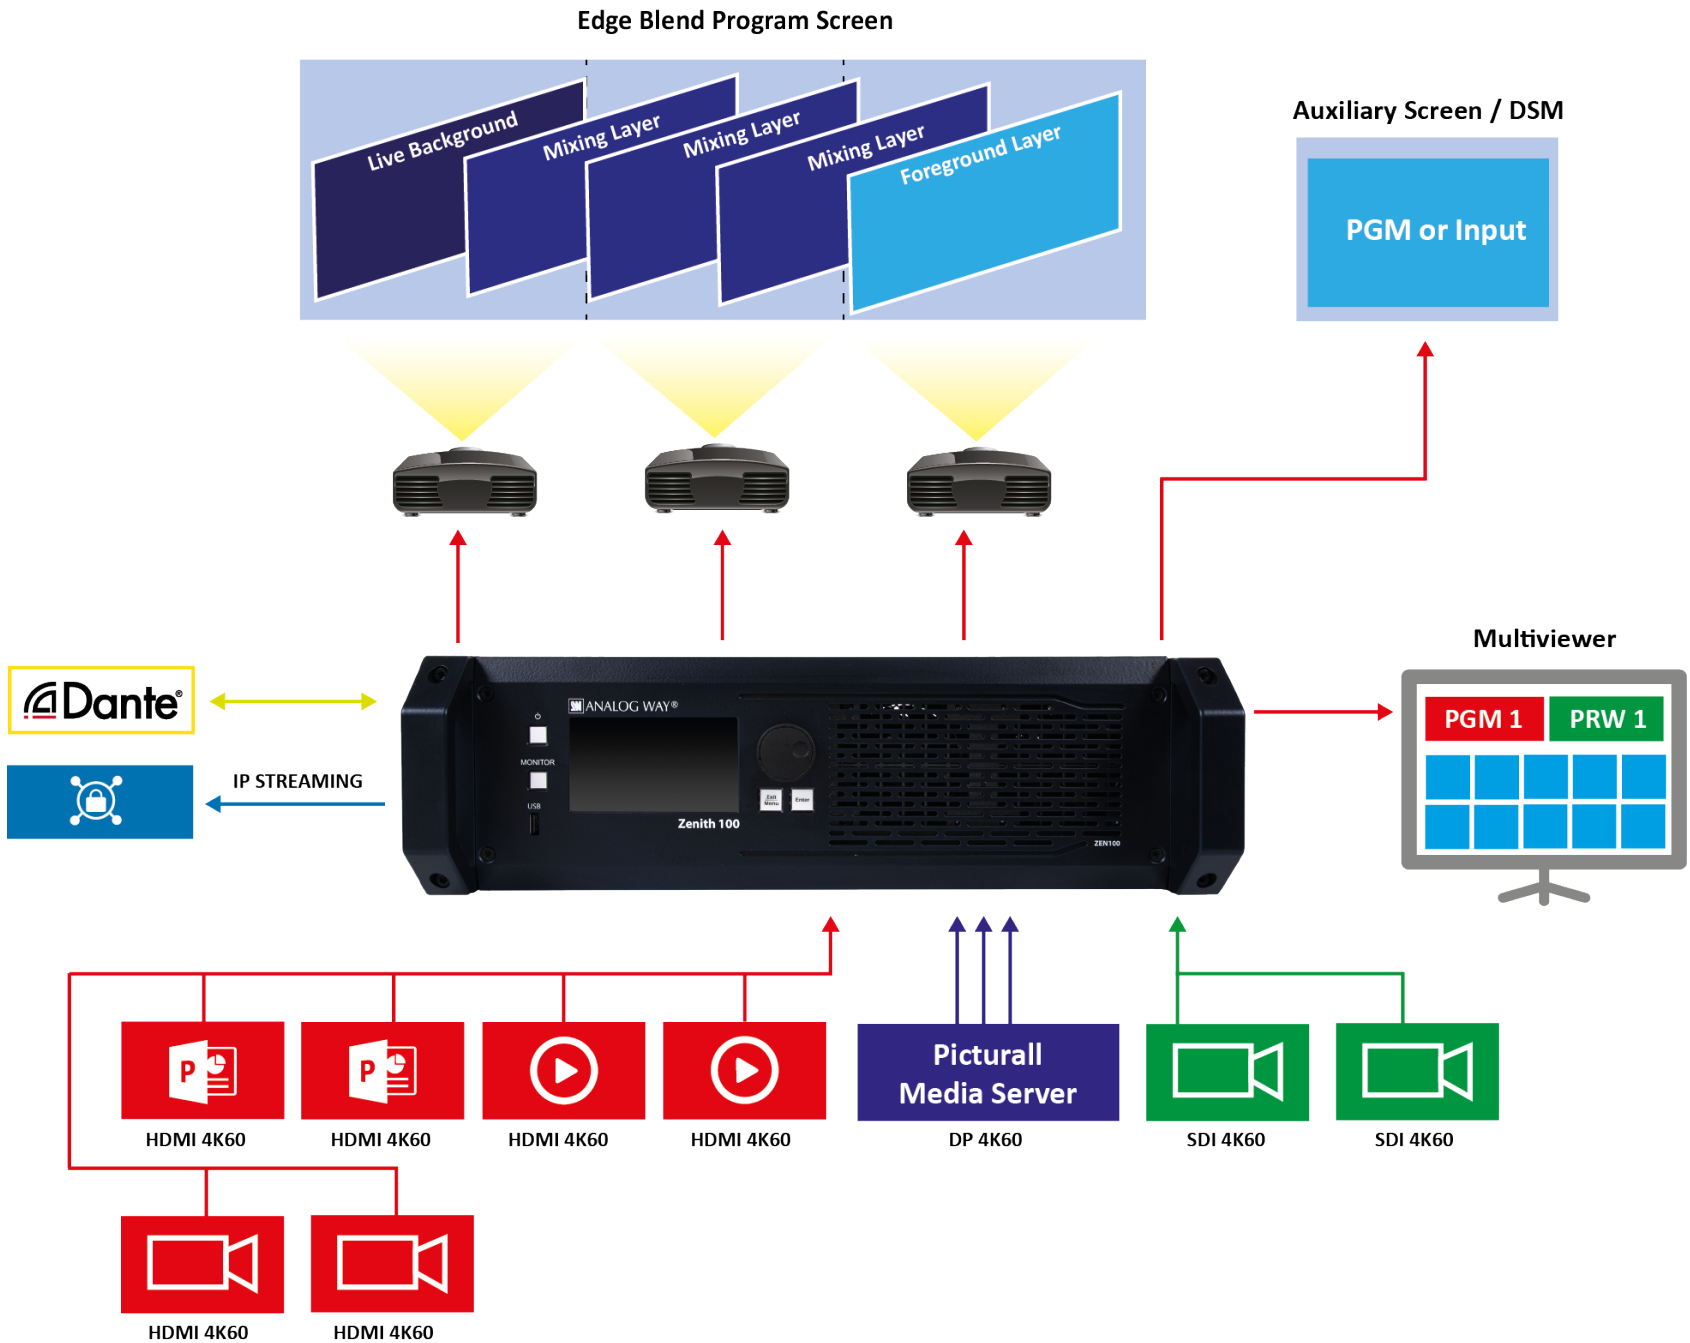 Edge Blend Program Screen
Live Background
Mixing Layer
Mixing Layer
Mixing Layer
Foreground Layer
Auxiliary Screen / DSM
PGM or Input
Dante®
IP STREAMING
ANALOG WAY®
MONITOR
USB
Exit
Menu
Enter
Zenith 100
ZEN100
Multiviewer
PGM 1
PRW 1
P
P
Picturall
Media Server
HDMI 4K60
HDMI 4K60
HDMI 4K60
HDMI 4K60
DP 4K60
SDI 4K60
SDI 4K60
HDMI 4K60
HDMI 4K60